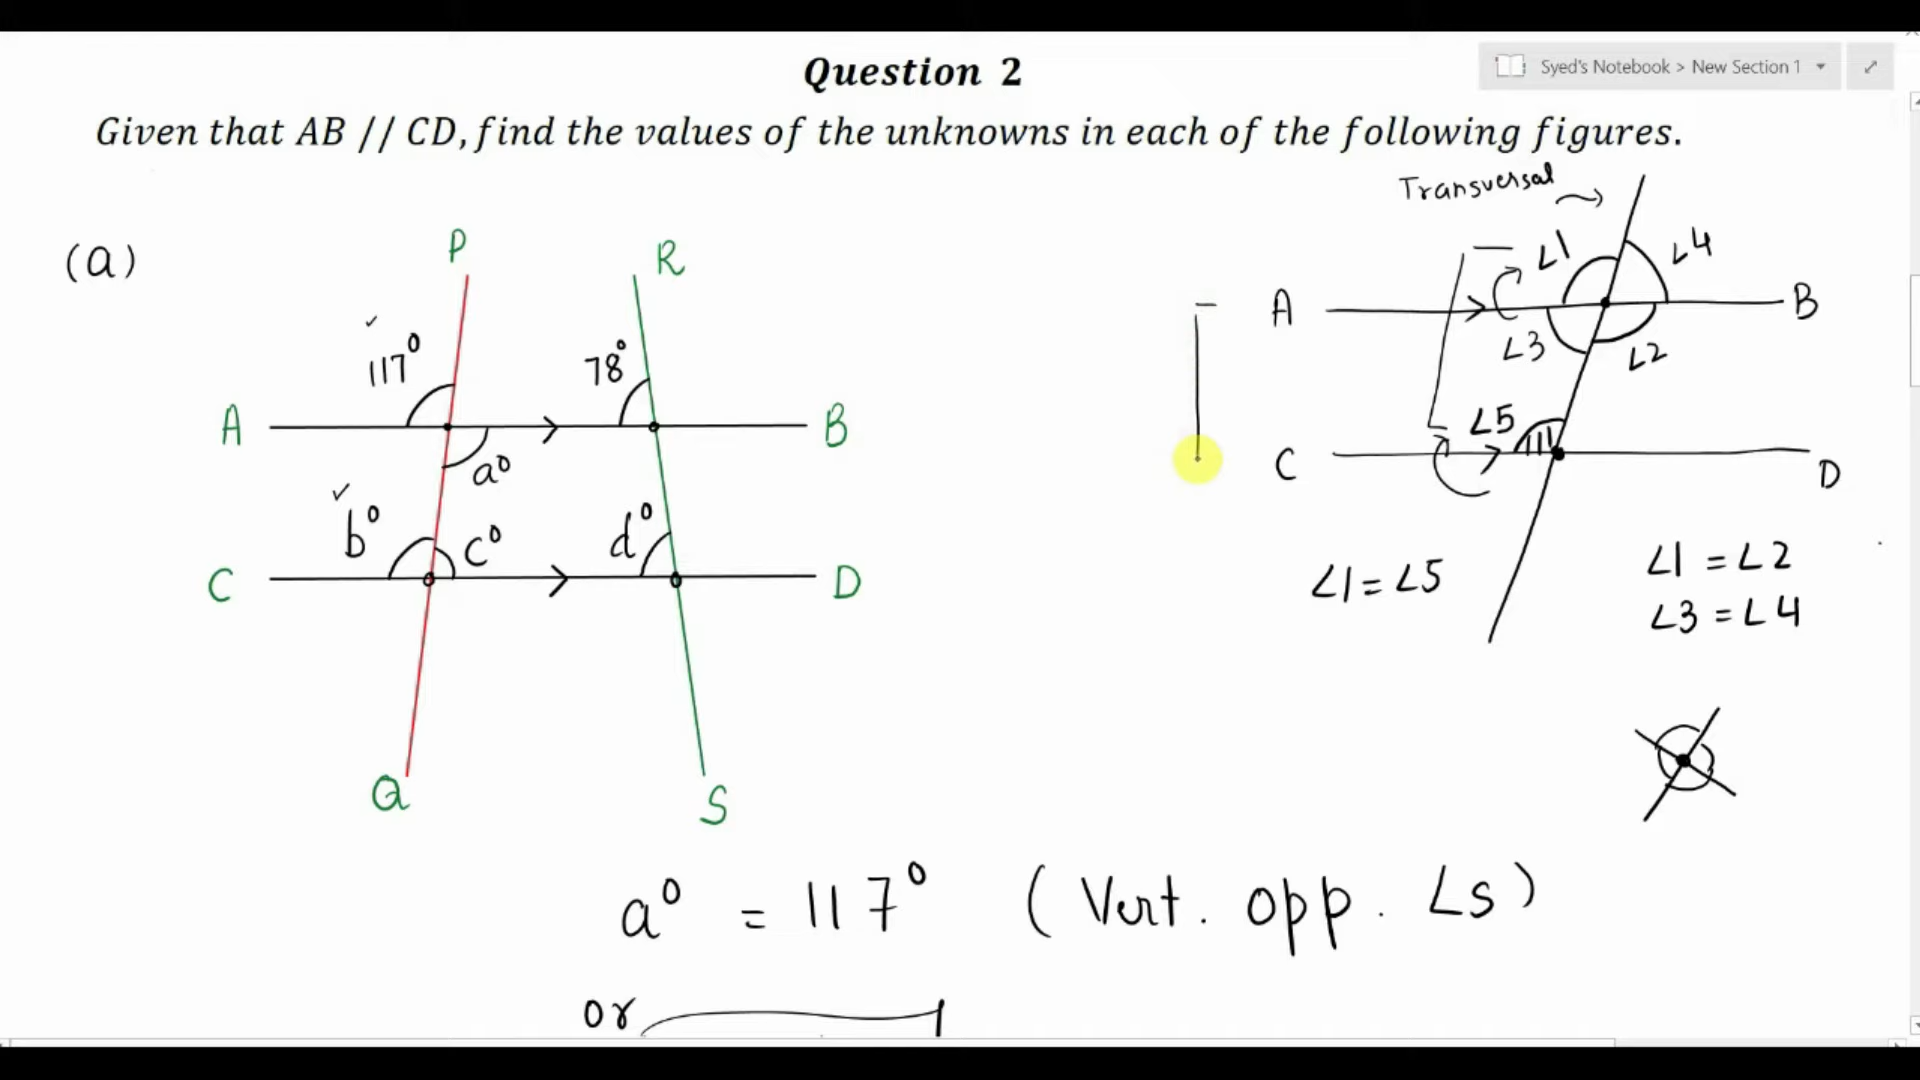 Question 2
Syed's Notebook > New Section 1
Given that AB // CD, find the values of the unknowns in each of the following figures.
Transversal
(a)
P
R
∠1
∠4
117°
78°
A
B
A
B
∠3
∠2
a°
∠5
C
D
b°
c°
d°
C
D
∠1 = ∠5
∠1 = ∠2
∠3 = ∠4
Q
S
a° = 117° (Vert. opp. ∠s)
or